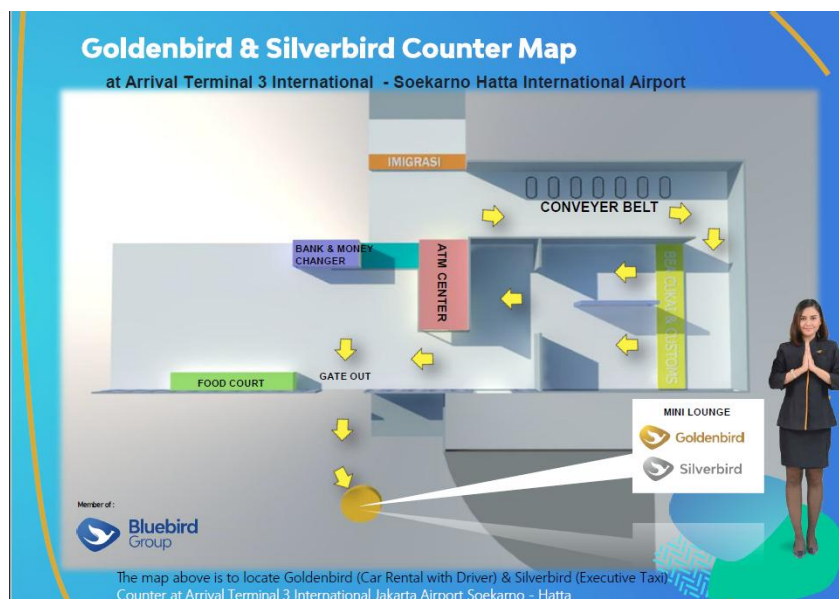 Goldenbird & Silverbird Counter Map
at Arrival Terminal 3 International - Soekarno Hatta International Airport
IMIGRASI
CONVEYER BELT
BANK & MONEY
CHANGER
ATM CENTER
BEA CUKAI & CUSTOMS
FOOD COURT
GATE OUT
MINI LOUNGE
Goldenbird
Silverbird
Member of :
Bluebird
Group
The map above is to locate Goldenbird (Car Rental with Driver) & Silverbird (Executive Taxi)
Counter at Arrival Terminal 3 International Jakarta Airport Soekarno - Hatta